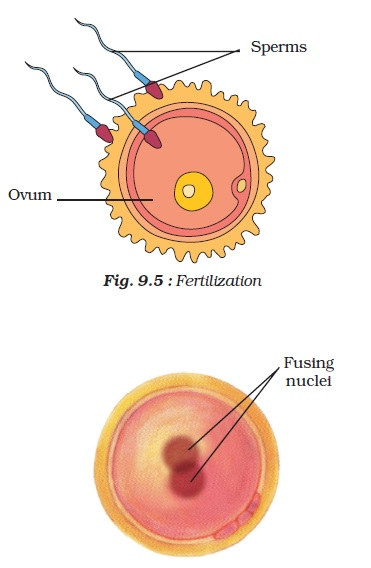 Sperms
Ovum
Fig. 9.5 : Fertilization
Fusing
nuclei